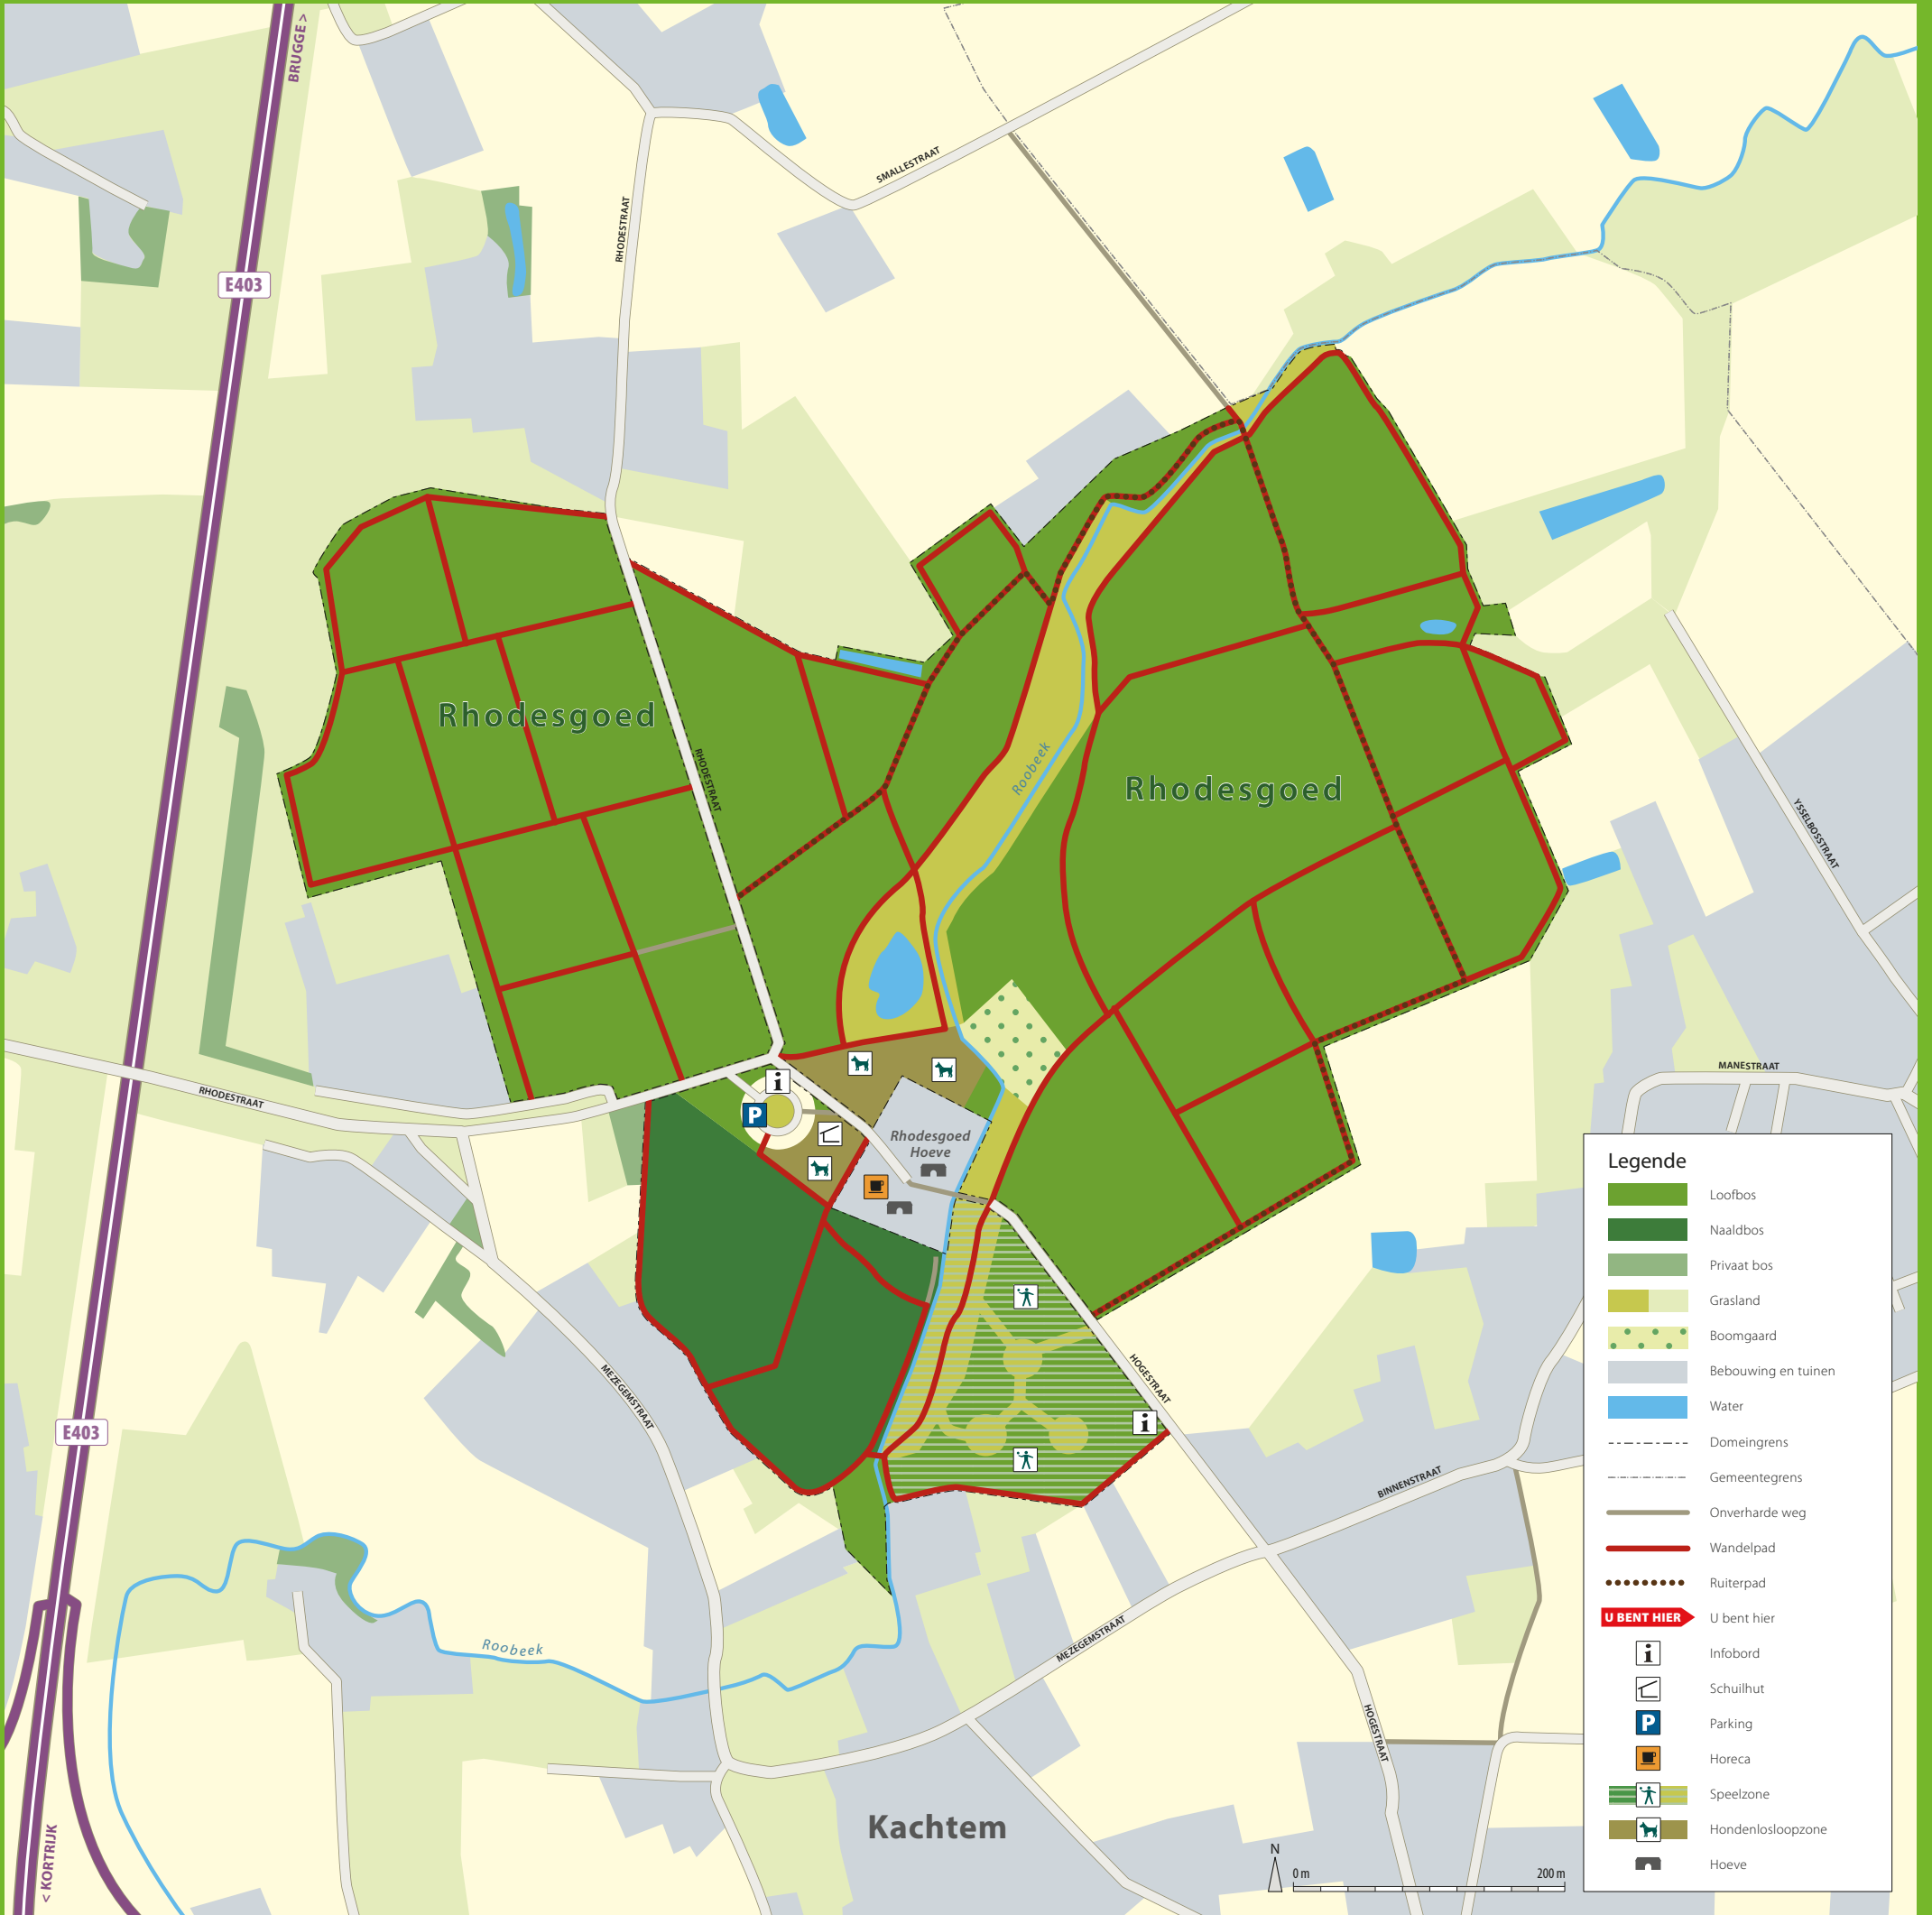 BRUGGE >
E403
SMALLESTRAAT
RHODESTRAAT
Rhodesgoed
RHODESTRAAT
Roobeek
Rhodesgoed
YSSELBOSSTRAAT
RHODESTRAAT
MANESTRAAT
i
P
Rhodesgoed
Hoeve
MEZEGEMSTRAAT
HOGESTRAAT
i
E403
BINNENSTRAAT
Roobeek
MEZEGEMSTRAAT
HOGESTRAAT
Kachtem
< KORTRIJK
N
0 m
200 m
Legende
Loofbos
Naaldbos
Privaat bos
Grasland
Boomgaard
Bebouwing en tuinen
Water
Domeingrens
Gemeentegrens
Onverharde weg
Wandelpad
Ruiterpad
U BENT HIER U bent hier
i Infobord
Schuilhut
P Parking
Horeca
Speelzone
Hondenlosloopzone
Hoeve